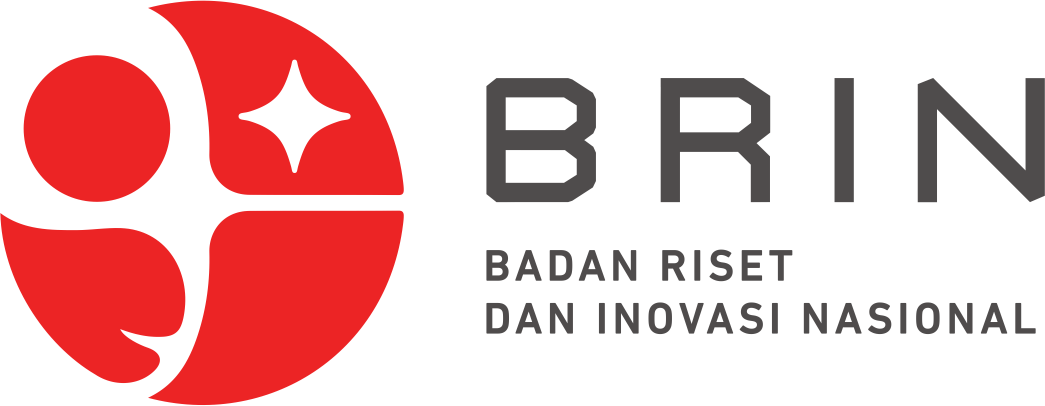 BRIN
BADAN RISET
DAN INOVASI NASIONAL